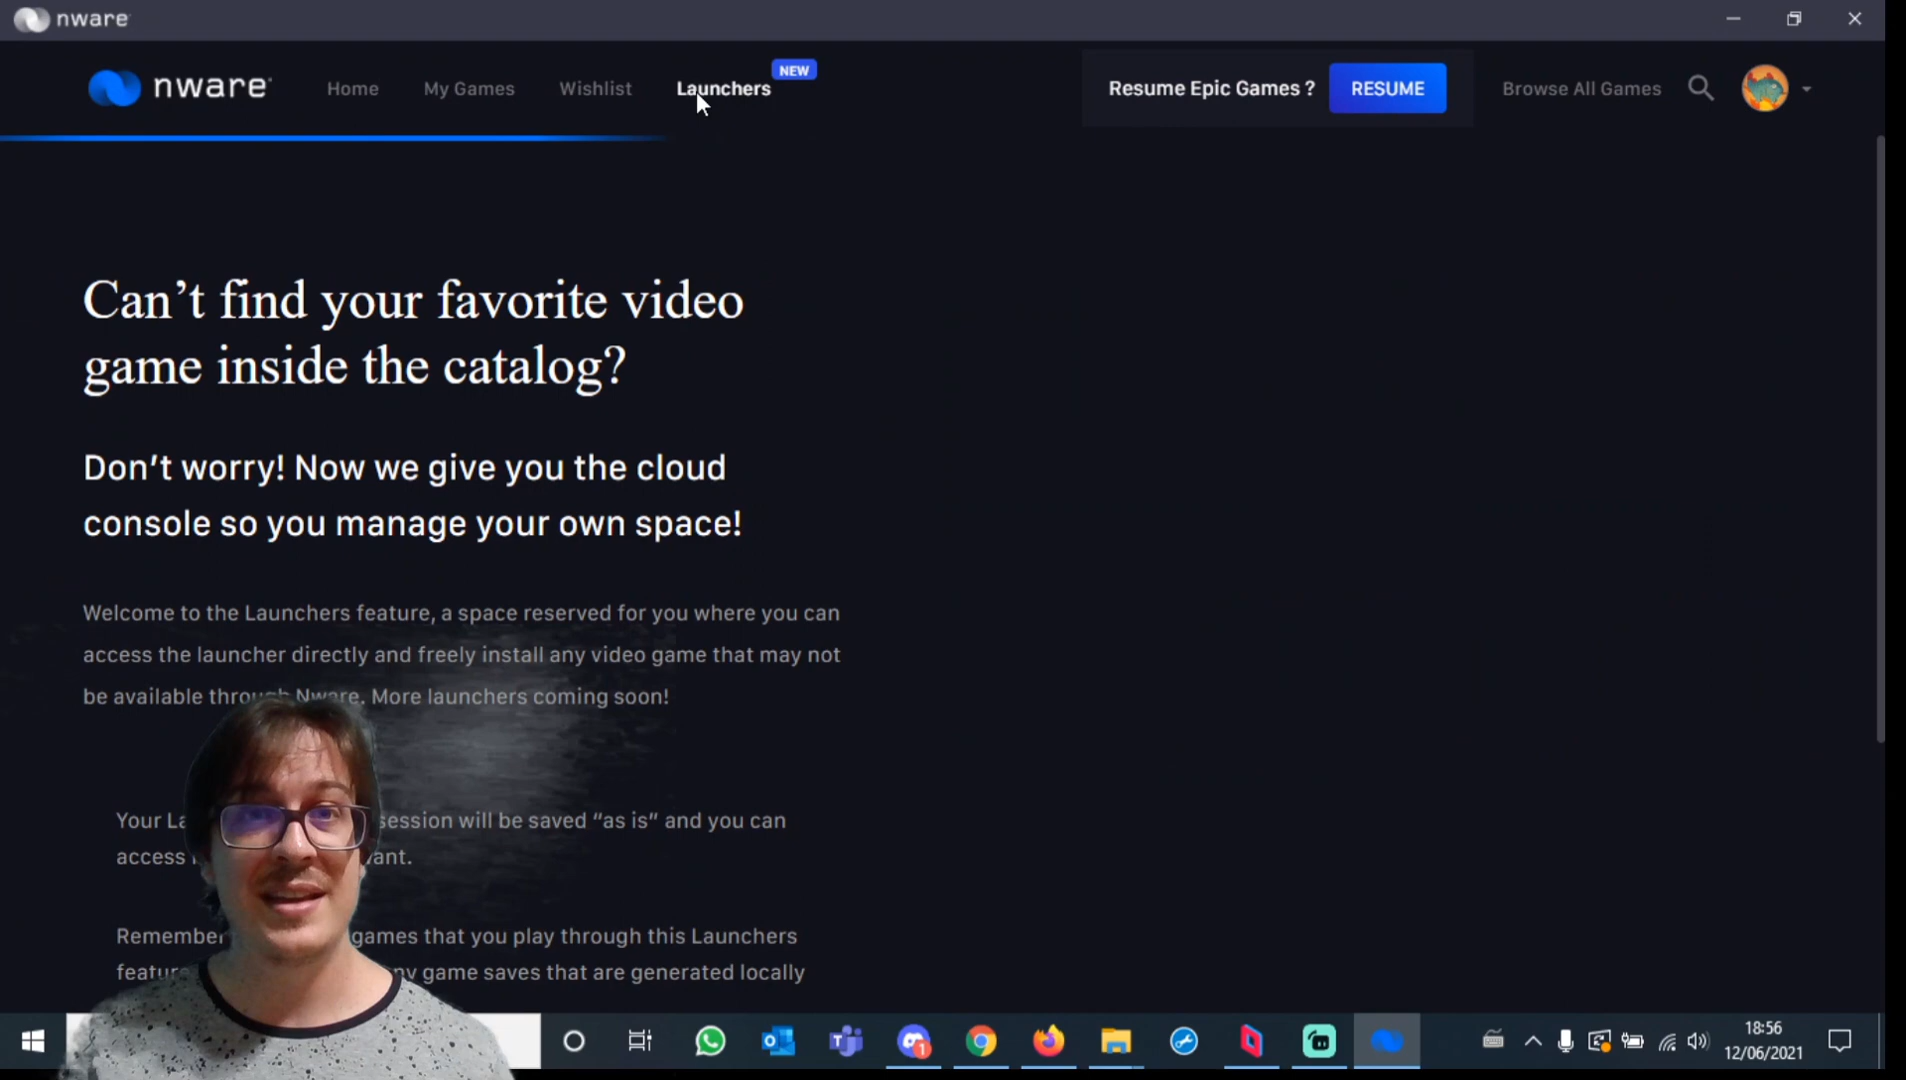 nware
nware
Home
My Games
Wishlist
Launchers
NEW
Resume Epic Games ?
RESUME
Browse All Games
Can’t find your favorite video
game inside the catalog?
Don’t worry! Now we give you the cloud
console so you manage your own space!
Welcome to the Launchers feature, a space reserved for you where you can
access the launcher directly and freely install any video game that may not
be available through Nware. More launchers coming soon!
Your session will be saved “as is” and you can
access
Remember games that you play through this Launchers
game saves that are generated locally
1
18:56
12/06/2021